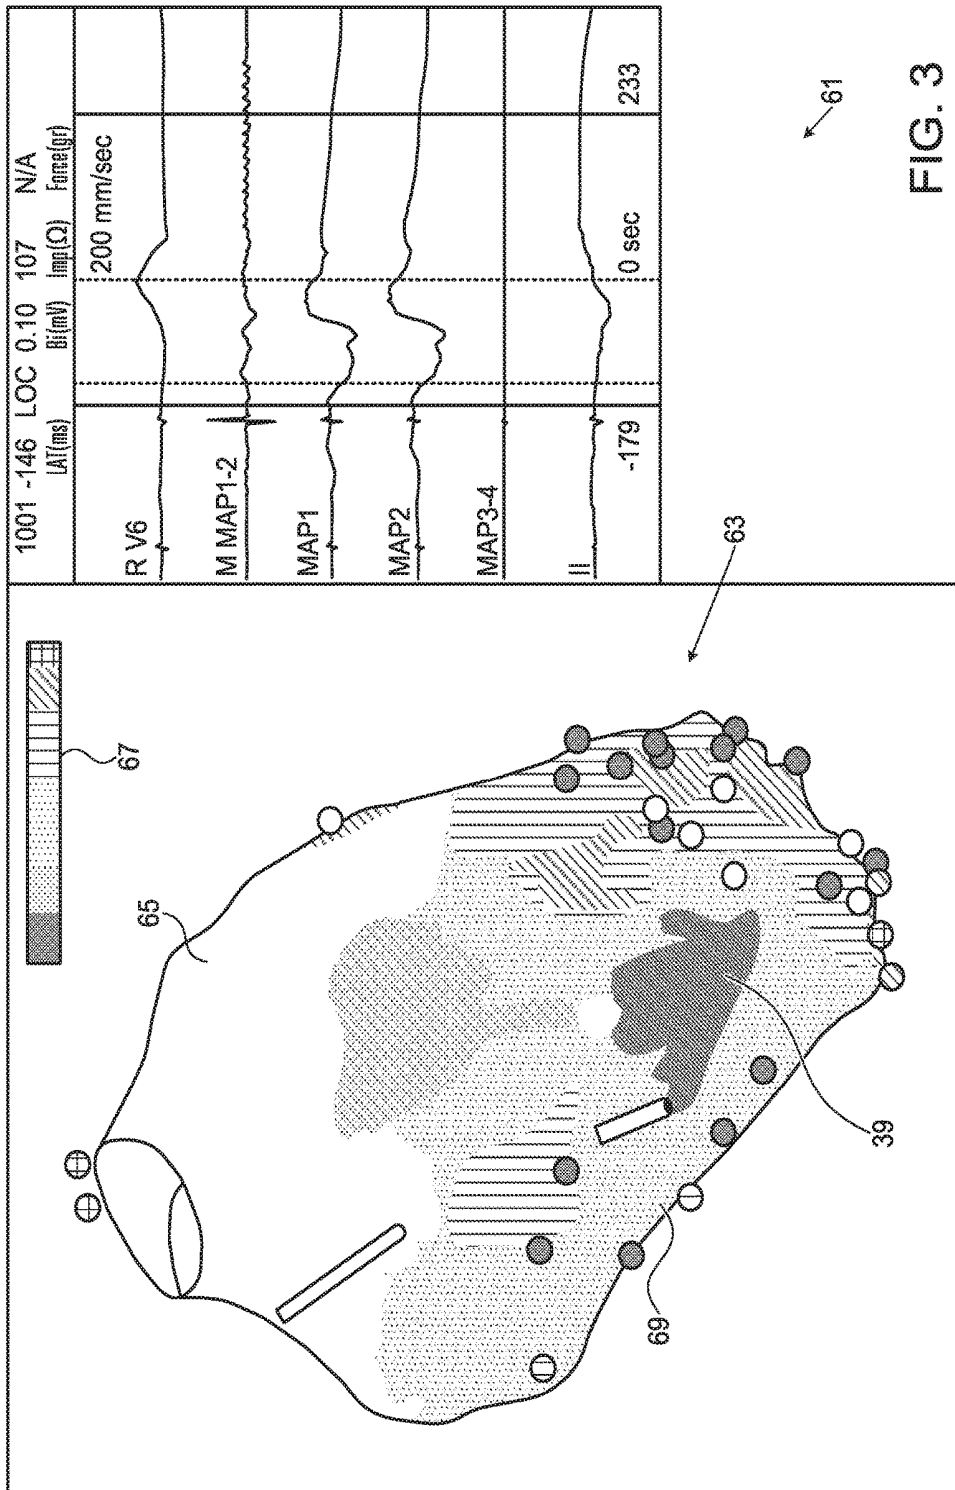 1001 -146 LOC 0.10 107 N/A
LAT(ms) Bi(mV) Imp(Ω) Force(gr)
200 mm/sec
R V6
M MAP1-2
MAP1
MAP2
MAP3-4
II
-179 0 sec 233
67
65
63
61
39
69
FIG. 3